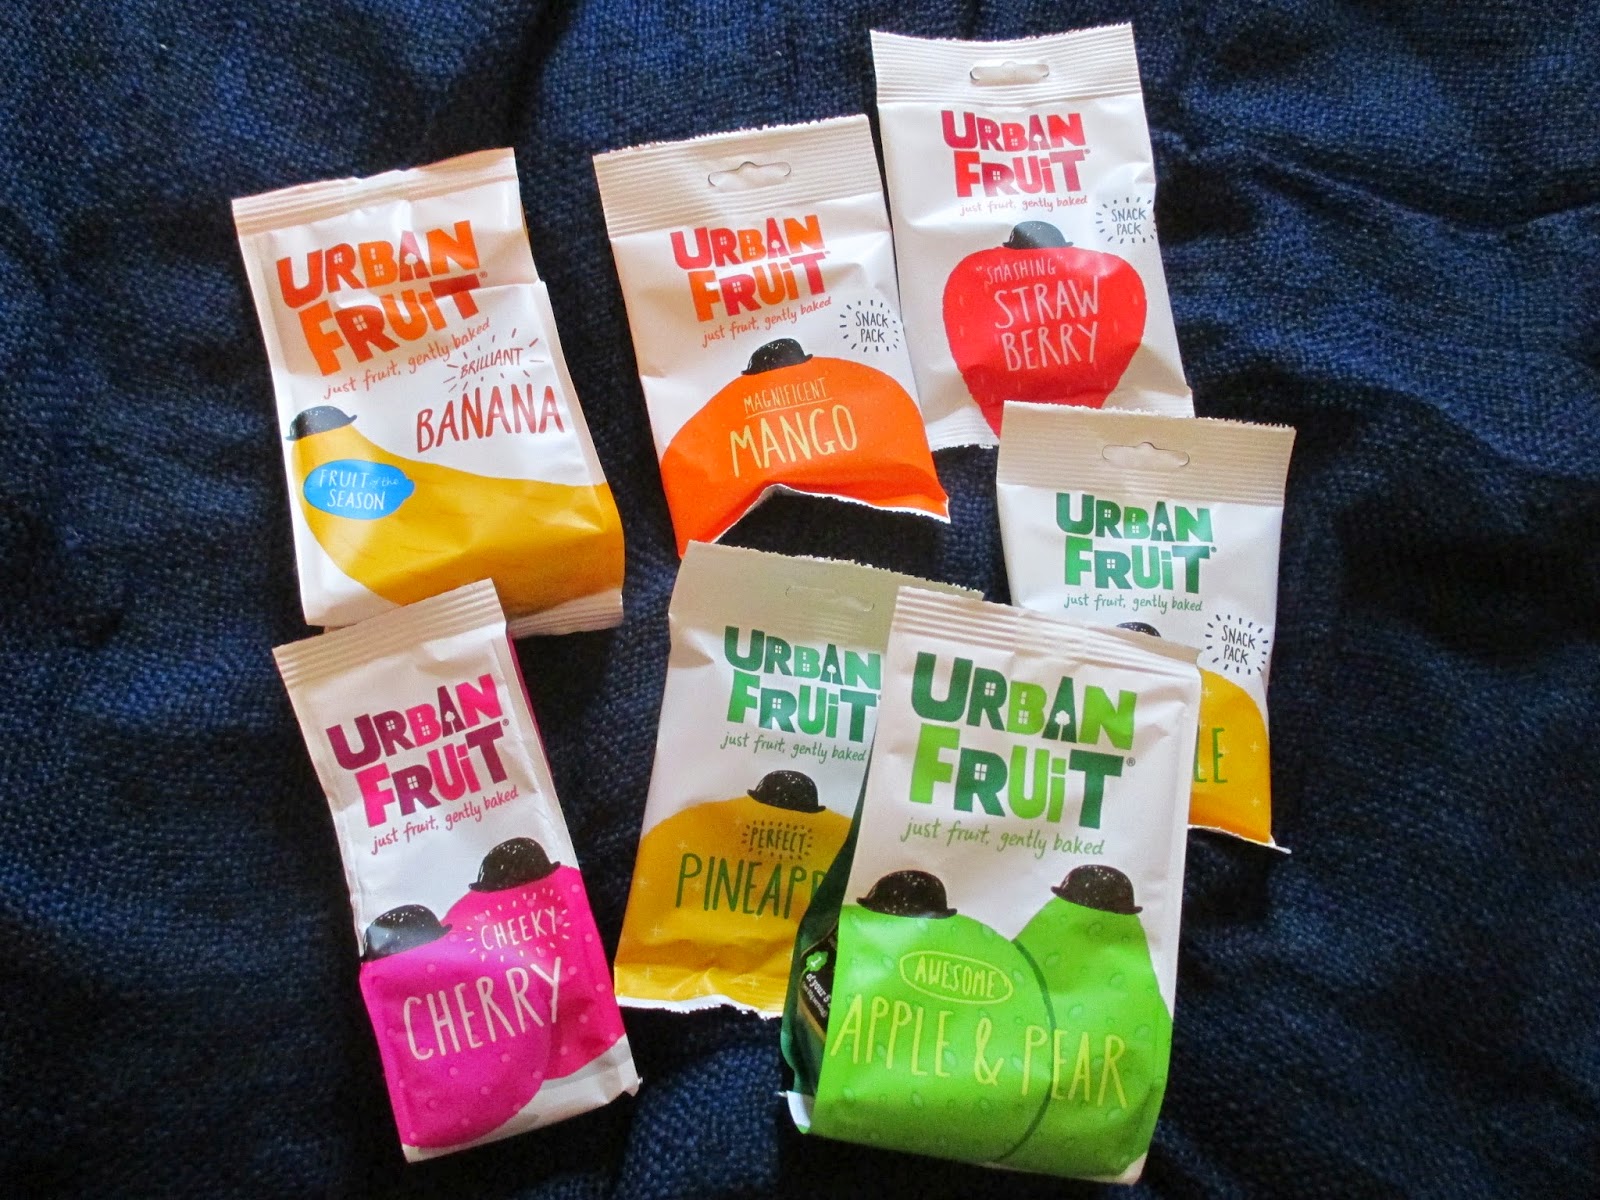 URBAN
FRUiT®
just fruit, gently baked
BRILLIANT
BANANA
FRUIT of the
SEASON
URBAN
FRUiT
just fruit, gently baked
SNACK
PACK
MAGNIFICENT
MANGO
URBAN
FRUiT®
just fruit, gently baked
SNACK
PACK
"SMASHING"
STRAW
BERRY
URBAN
FRUiT®
just fruit, gently baked
SNACK
PACK
LE
URBAN
FRUiT®
just fruit, gently baked
CHEEKY
CHERRY
URBAN
FRUiT
just fruit, gently baked
PERFECT
PINEAPP
URBAN
FRUiT®
just fruit, gently baked
AWESOME
APPLE & PEAR
of your 5